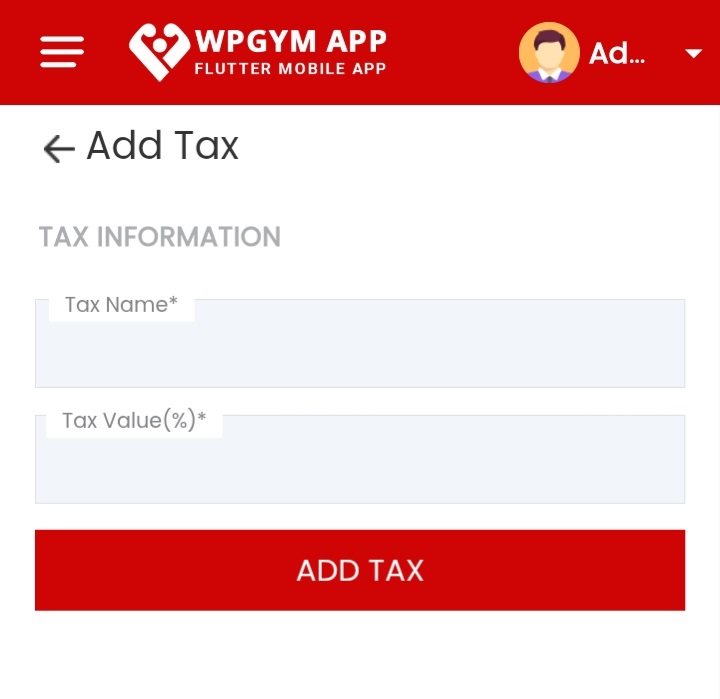 WPGYM APP
FLUTTER MOBILE APP
Ad...
Add Tax
TAX INFORMATION
Tax Name*
Tax Value(%)*
ADD TAX